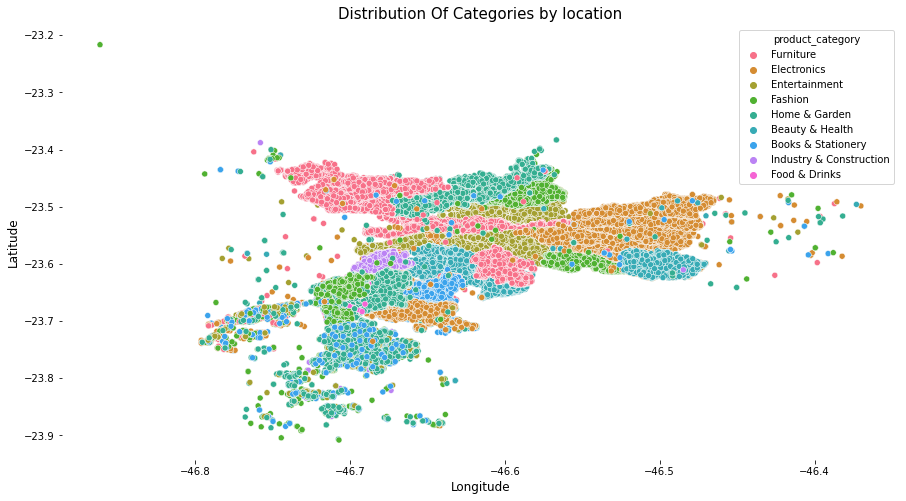 Distribution Of Categories by location
product_category
Furniture
Electronics
Entertainment
Fashion
Home & Garden
Beauty & Health
Books & Stationery
Industry & Construction
Food & Drinks
Latitude
−23.2
−23.3
−23.4
−23.5
−23.6
−23.7
−23.8
−23.9
−46.8 −46.7 −46.6 −46.5 −46.4
Longitude